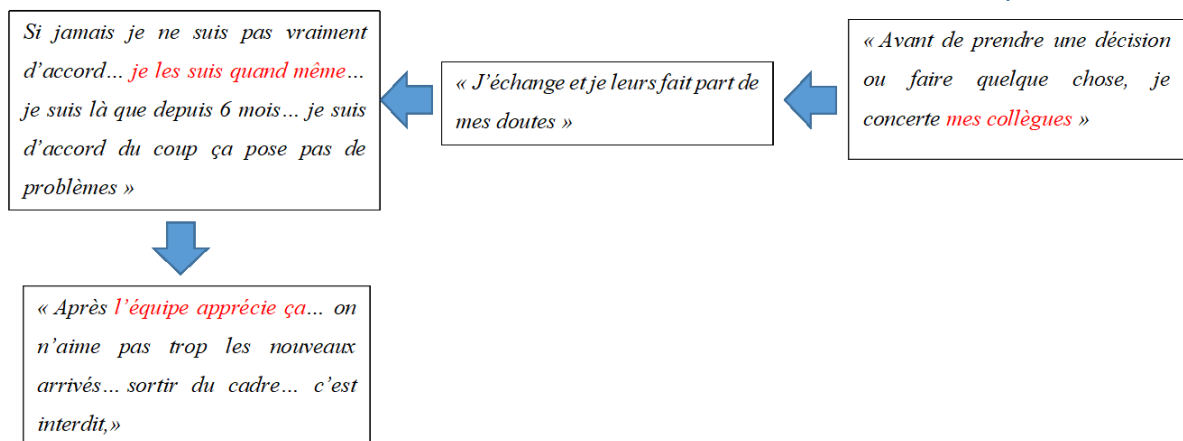 Si jamais je ne suis pas vraiment
d’accord… je les suis quand même…
je suis là que depuis 6 mois… je suis
d’accord du coup ça pose pas de
problèmes »
« J’échange et je leurs fait part de
mes doutes »
« Avant de prendre une décision
ou faire quelque chose, je
concerte mes collègues »
« Après l’équipe apprécie ça… on
n’aime pas trop les nouveaux
arrivés… sortir du cadre… c’est
interdit,»